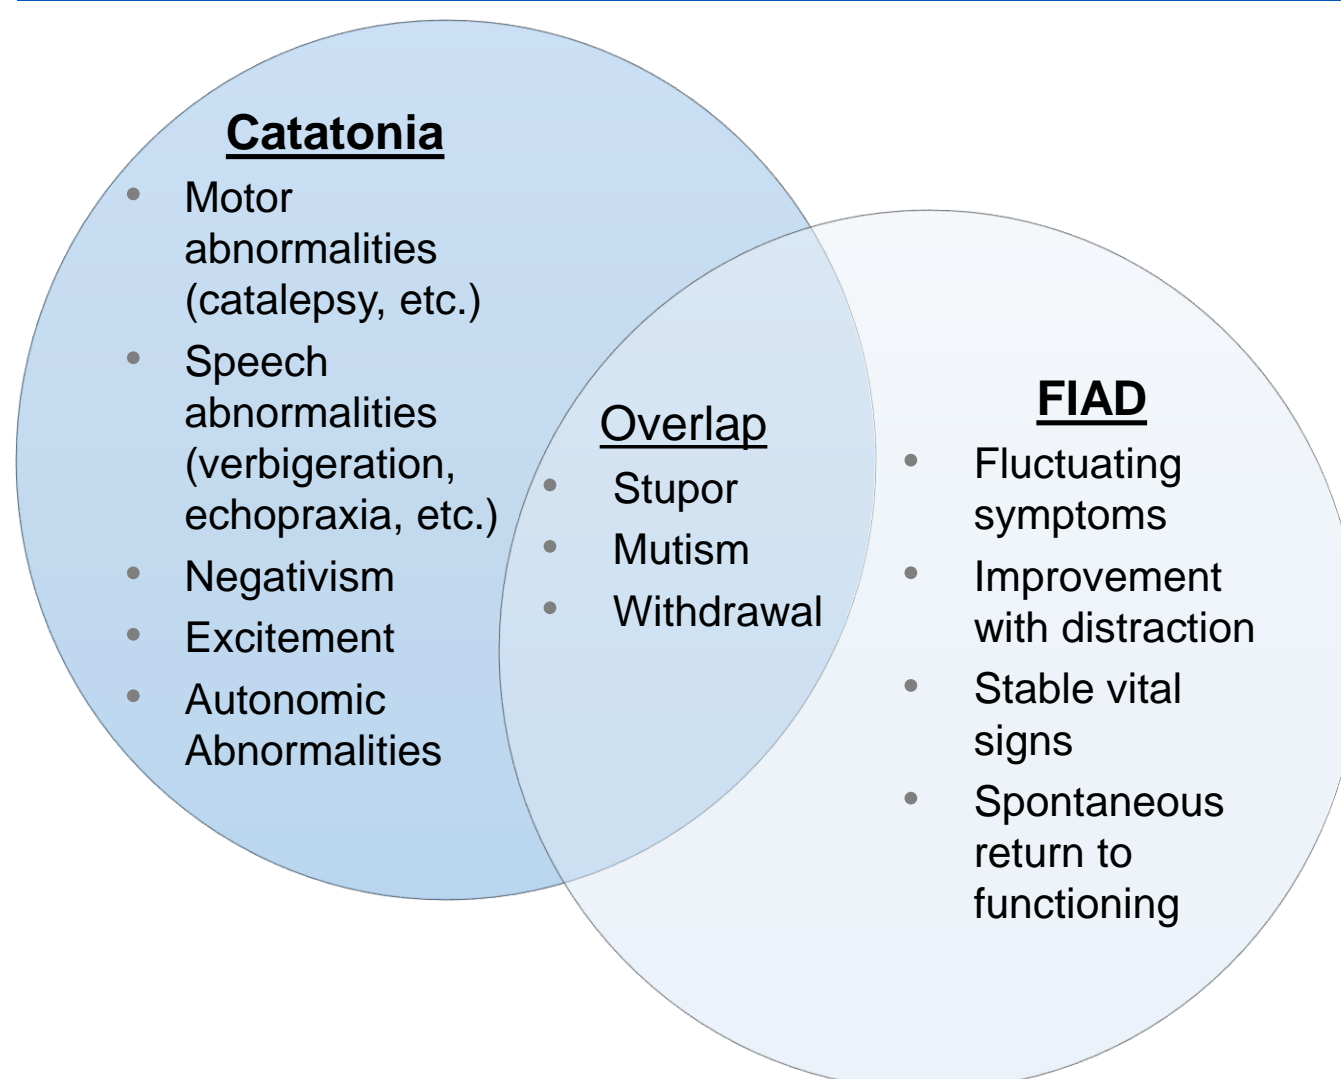 Catatonia
• Motor
abnormalities
(catalepsy, etc.)
• Speech
abnormalities
(verbigeration,
echopraxia, etc.)
• Negativism
• Excitement
• Autonomic
Abnormalities
Overlap
• Stupor
• Mutism
• Withdrawal
FIAD
• Fluctuating
symptoms
• Improvement
with distraction
• Stable vital
signs
• Spontaneous
return to
functioning